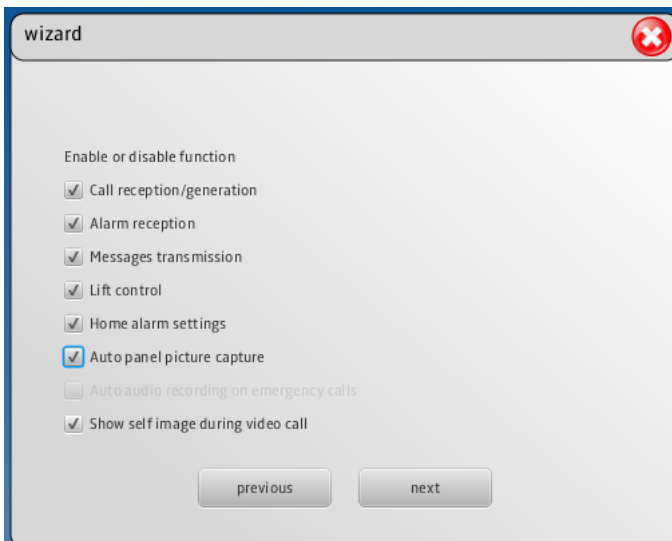 wizard
Enable or disable function
Call reception/generation
Alarm reception
Messages transmission
Lift control
Home alarm settings
Auto panel picture capture
Auto audio recording on emergency calls
Show self image during video call
previous next